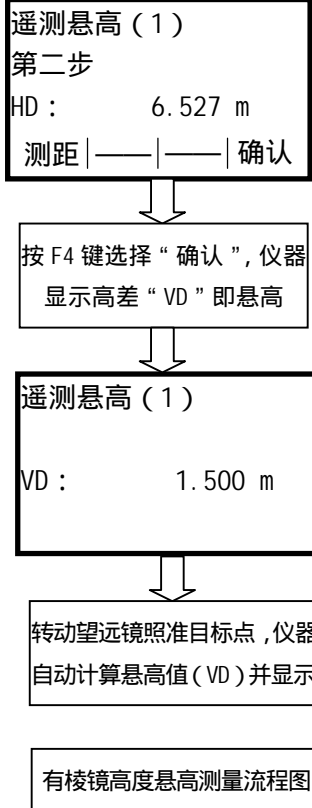 遥测悬高(1)
第二步
HD: 6.527 m
测距|——|——|确认
按 F4 键选择“确认”,仪器
显示高差“VD”即悬高
遥测悬高(1)
VD: 1.500 m
转动望远镜照准目标点,仪器
自动计算悬高值(VD)并显示
有棱镜高度悬高测量流程图